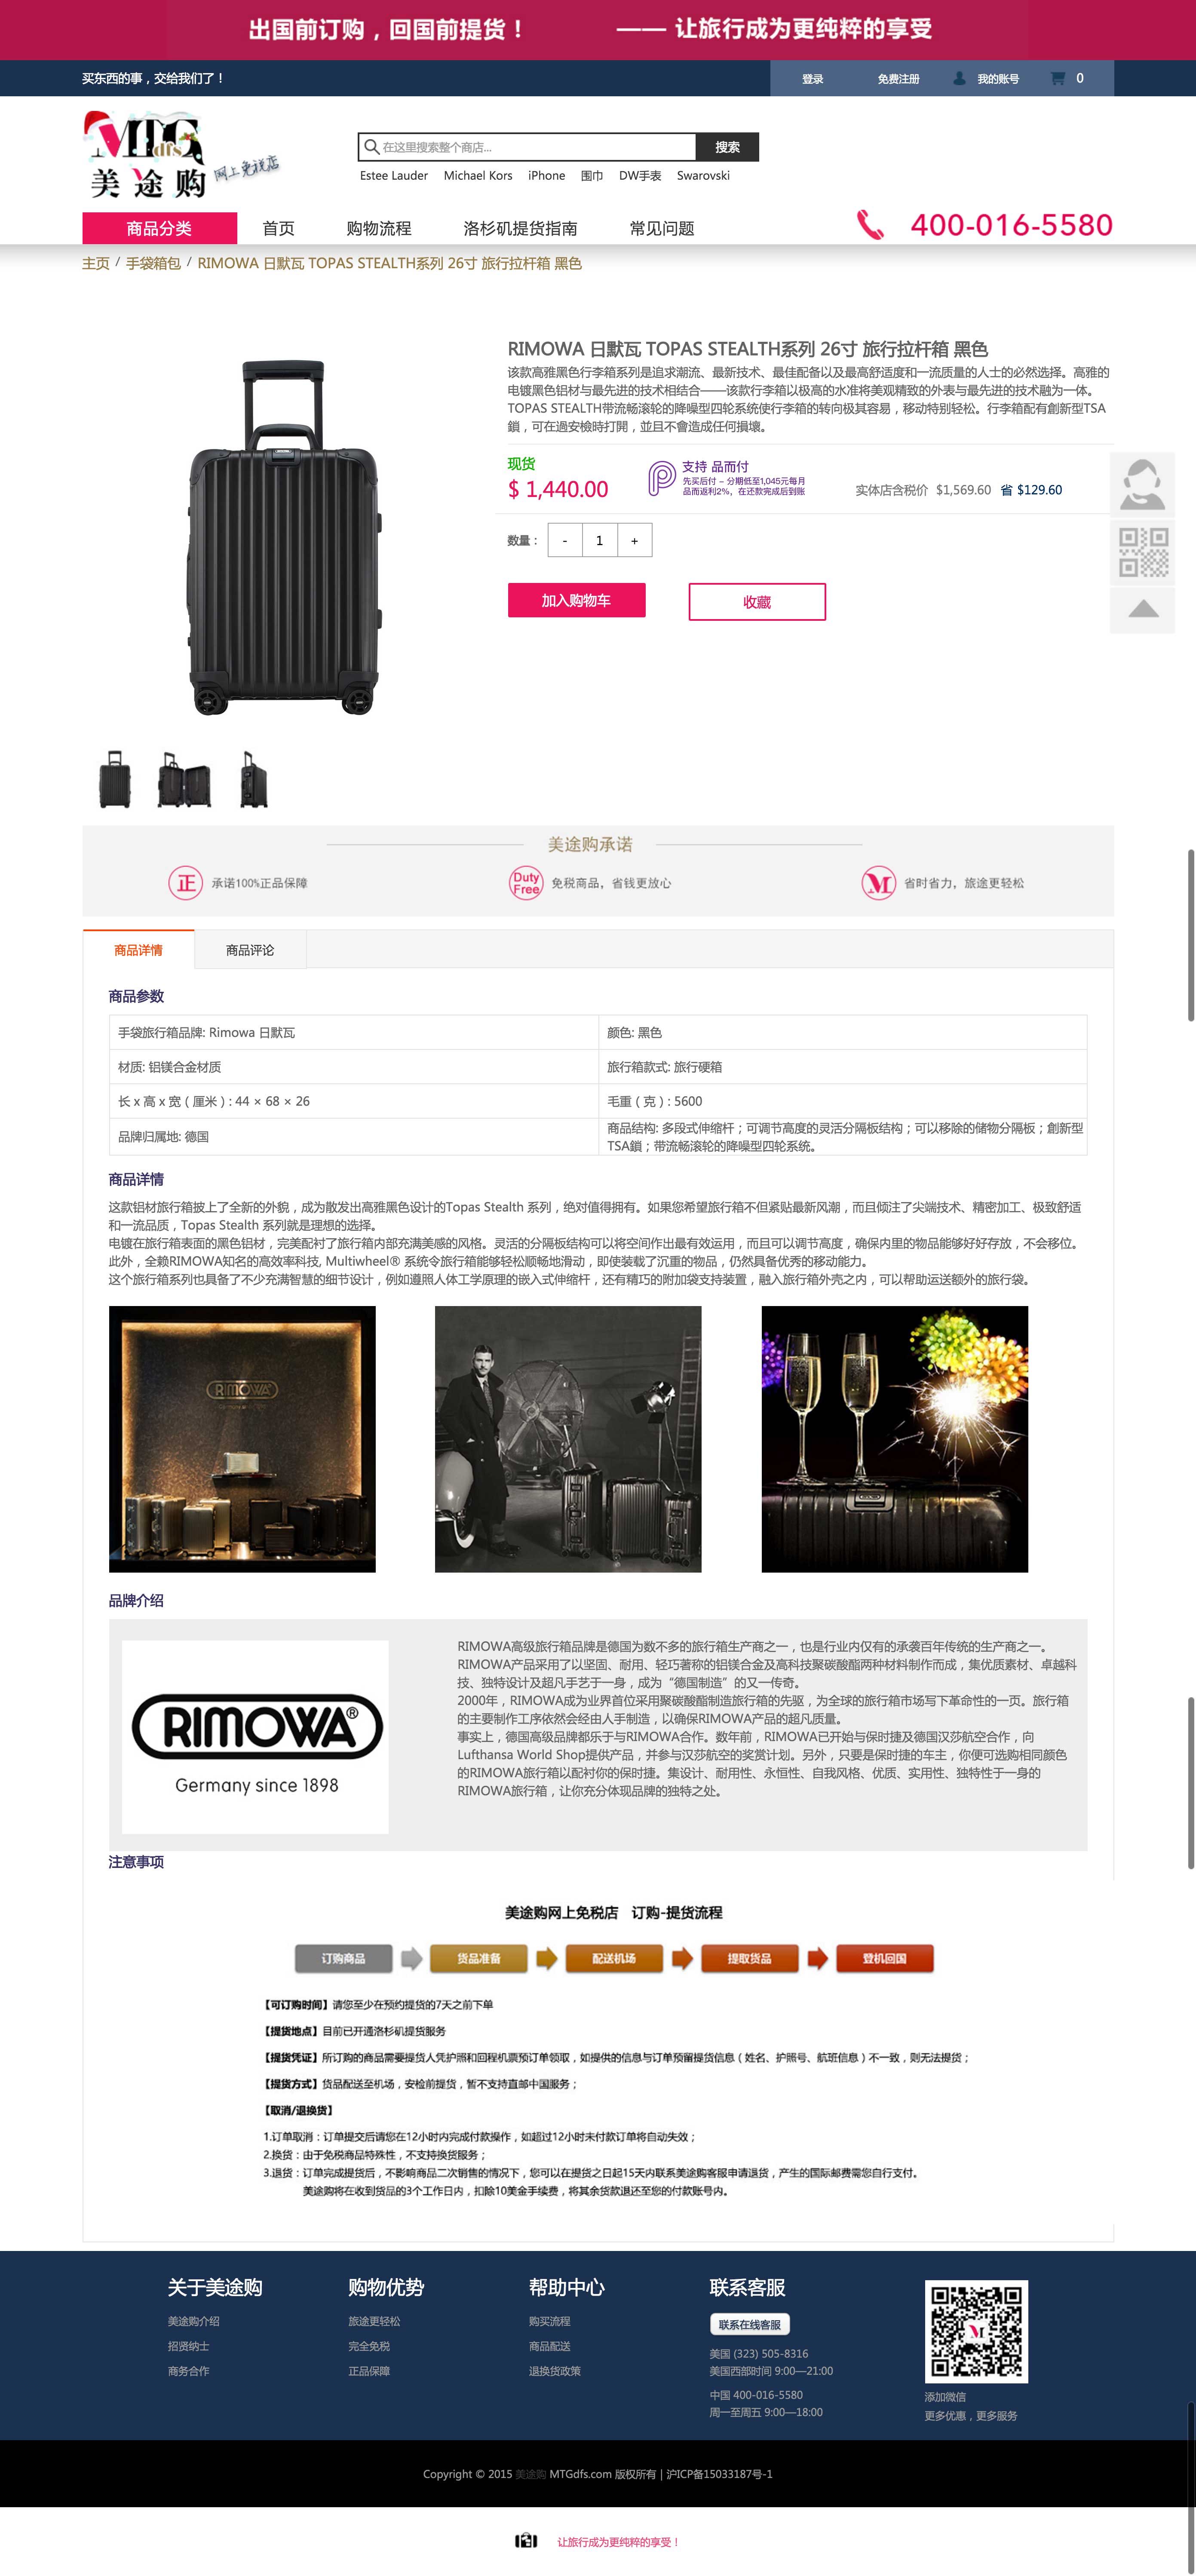 出国前订购，回国前提货！ —— 让旅行成为更纯粹的享受
买东西的事，交给我们了！ 登录 免费注册 我的账号 0
MTG
dfs
美途购 网上免税店
在这里搜索整个商店... 搜索
Estee Lauder Michael Kors iPhone 围巾 DW手表 Swarovski
商品分类 首页 购物流程 洛杉矶提货指南 常见问题 400-016-5580
主页 / 手袋箱包 / RIMOWA 日默瓦 TOPAS STEALTH系列 26寸 旅行拉杆箱 黑色
RIMOWA 日默瓦 TOPAS STEALTH系列 26寸 旅行拉杆箱 黑色
该款高雅黑色行李箱系列是追求潮流、最新技术、最佳配备以及最高舒适度和一流质量的人士的必然选择。高雅的
电镀黑色铝材与最先进的技术相结合——该款行李箱以极高的水准将美观精致的外表与最先进的技术融为一体。
TOPAS STEALTH带流畅滚轮的降噪型四轮系统使行李箱的转向极其容易，移动特别轻松。行李箱配有創新型TSA
鎖，可在過安檢時打開，並且不會造成任何損壞。
现货
$ 1,440.00
支持 品而付
先买后付 – 分期低至1,045元每月
品而返利2%，在还款完成后到账
实体店含税价 $1,569.60 省 $129.60
数量： - 1 +
加入购物车 收藏
美途购承诺
正 承诺100%正品保障 Duty Free 免税商品，省钱更放心 M 省时省力，旅途更轻松
商品详情 商品评论
商品参数
手袋旅行箱品牌: Rimowa 日默瓦 颜色: 黑色
材质: 铝镁合金材质 旅行箱款式: 旅行硬箱
长 x 高 x 宽 ( 厘米 ) : 44 × 68 × 26 毛重 ( 克 ) : 5600
品牌归属地: 德国 商品结构: 多段式伸缩杆；可调节高度的灵活分隔板结构；可以移除的储物分隔板；創新型
TSA鎖；带流畅滚轮的降噪型四轮系统。
商品详情
这款铝材旅行箱披上了全新的外貌，成为散发出高雅黑色设计的Topas Stealth 系列，绝对值得拥有。如果您希望旅行箱不但紧贴最新风潮，而且倾注了尖端技术、精密加工、极致舒适
和一流品质，Topas Stealth 系列就是理想的选择。
电镀在旅行箱表面的黑色铝材，完美配衬了旅行箱内部充满美感的风格。灵活的分隔板结构可以将空间作出最有效运用，而且可以调节高度，确保内里的物品能够好好存放，不会移位。
此外，全赖RIMOWA知名的高效率科技, Multiwheel® 系统令旅行箱能够轻松顺畅地滑动，即使装载了沉重的物品，仍然具备优秀的移动能力。
这个旅行箱系列也具备了不少充满智慧的细节设计，例如遵照人体工学原理的嵌入式伸缩杆，还有精巧的附加袋支持装置，融入旅行箱外壳之内，可以帮助运送额外的旅行袋。
RIMOWA
RIMOWA
品牌介绍
RIMOWA®
Germany since 1898
RIMOWA高级旅行箱品牌是德国为数不多的旅行箱生产商之一，也是行业内仅有的承袭百年传统的生产商之一。
RIMOWA产品采用了以坚固、耐用、轻巧著称的铝镁合金及高科技聚碳酸酯两种材料制作而成，集优质素材、卓越科
技、独特设计及超凡手艺于一身，成为“德国制造”的又一传奇。
2000年，RIMOWA成为业界首位采用聚碳酸酯制造旅行箱的先驱，为全球的旅行箱市场写下革命性的一页。旅行箱
的主要制作工序依然会经由人手制造，以确保RIMOWA产品的超凡质量。
事实上，德国高级品牌都乐于与RIMOWA合作。数年前，RIMOWA已开始与保时捷及德国汉莎航空合作，向
Lufthansa World Shop提供产品，并参与汉莎航空的奖赏计划。另外，只要是保时捷的车主，你便可选购相同颜色
的RIMOWA旅行箱以配衬你的保时捷。集设计、耐用性、永恒性、自我风格、优质、实用性、独特性于一身的
RIMOWA旅行箱，让你充分体现品牌的独特之处。
注意事项
美途购网上免税店 订购-提货流程
订购商品 货品准备 配送机场 提取货品 登机回国
【可订购时间】请您至少在预约提货的7天之前下单
【提货地点】目前已开通洛杉矶提货服务
【提货凭证】所订购的商品需要提货人凭护照和回程机票预订单领取，如提供的信息与订单预留提货信息（姓名、护照号、航班信息）不一致，则无法提货；
【提货方式】货品配送至机场，安检前提货，暂不支持直邮中国服务；
【取消/退换货】
1.订单取消：订单提交后请您在12小时内完成付款操作，如超过12小时未付款订单将自动失效；
2.换货：由于免税商品特殊性，不支持换货服务；
3.退货：订单完成提货后，不影响商品二次销售的情况下，您可以在提货之日起15天内联系美途购客服申请退货，产生的国际邮费需您自行支付。
美途购将在收到货品的3个工作日内，扣除10美金手续费，将其余货款退还至您的付款账号内。
关于美途购 购物优势 帮助中心 联系客服
美途购介绍 旅途更轻松 购买流程 联系在线客服
招贤纳士 完全免税 商品配送 美国 (323) 505-8316
商务合作 正品保障 退换货政策 美国西部时间 9:00—21:00
中国 400-016-5580
周一至周五 9:00—18:00
M
添加微信
更多优惠，更多服务
Copyright © 2015 美途购 MTGdfs.com 版权所有 | 沪ICP备15033187号-1
让旅行成为更纯粹的享受！